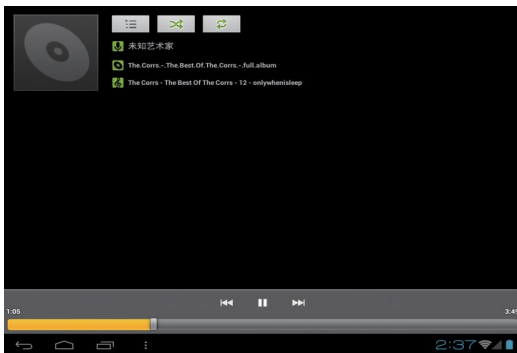 未知艺术家
The.Corrs.-.The.Best.Of.The.Corrs.-.full.album
The Corrs - The Best Of The Corrs - 12 - onlywhenisleep
1:05
3:49
2:37